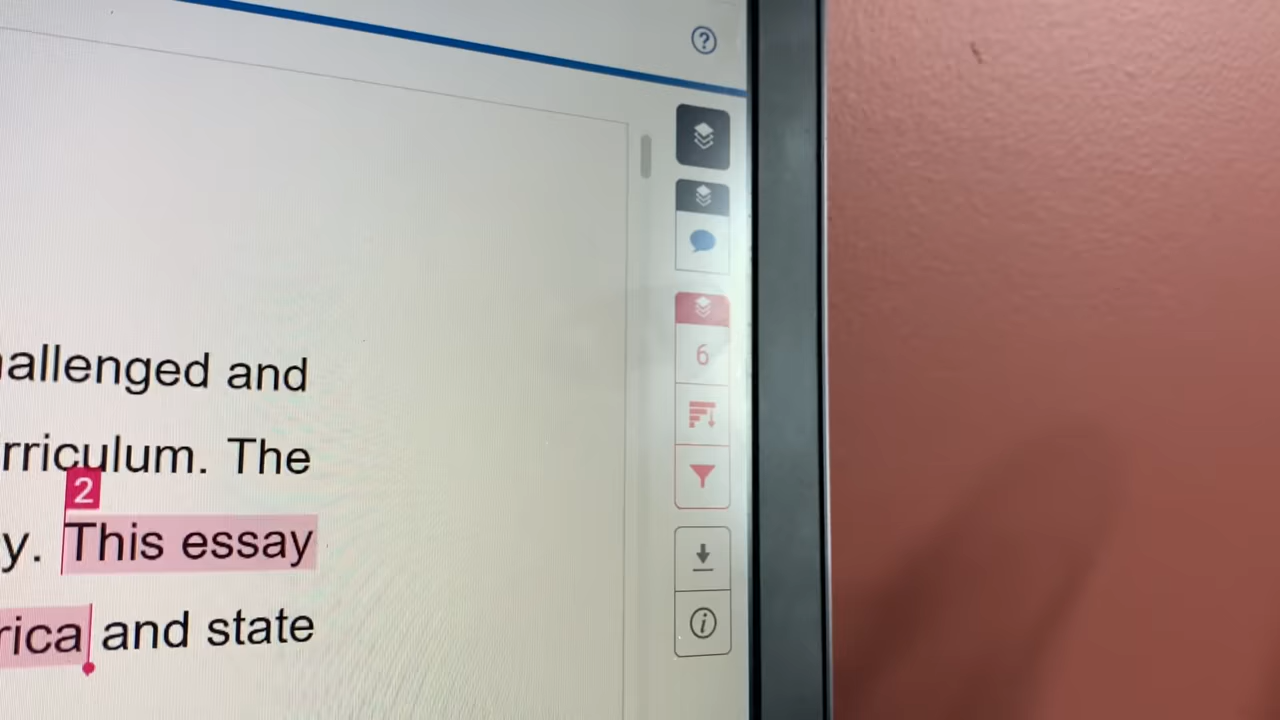 allenged and
rriculum. The
2
y. This essay
rica and state
?
6
i